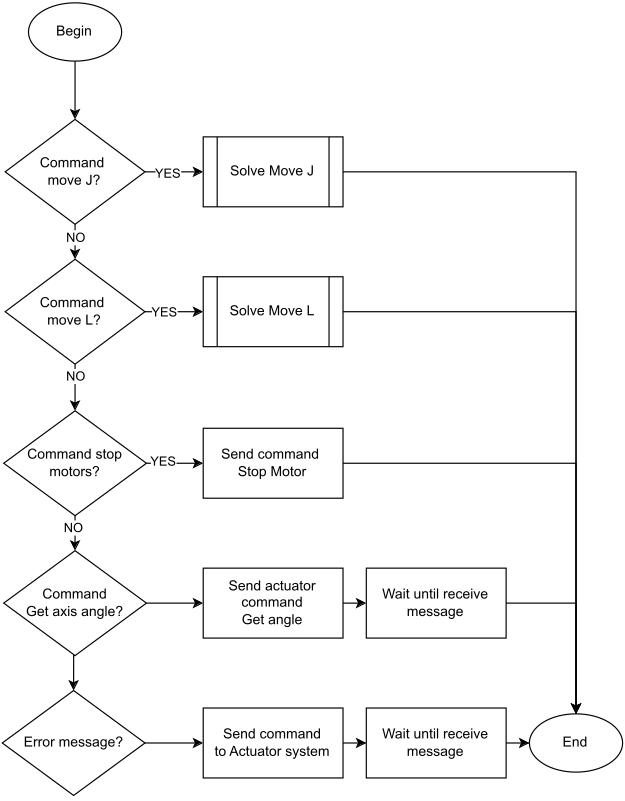 Begin
Command
move J?
YES
Solve Move J
NO
Command
move L?
YES
Solve Move L
NO
Command stop
motors?
YES
Send command
Stop Motor
NO
Command
Get axis angle?
Send actuator
command
Get angle
Wait until receive
message
Error message?
Send command
to Actuator system
Wait until receive
message
End